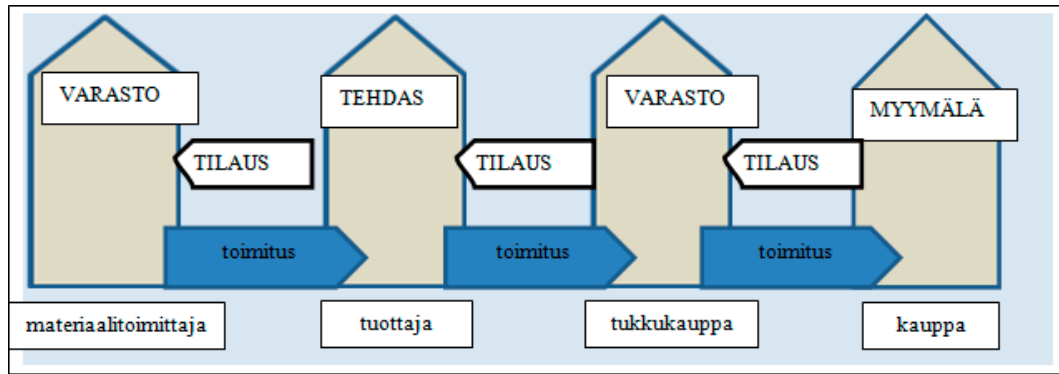 VARASTO
TEHDAS
VARASTO
MYYMÄLÄ
TILAUS
TILAUS
TILAUS
toimitus
toimitus
toimitus
materiaalitoimittaja
tuottaja
tukkukauppa
kauppa